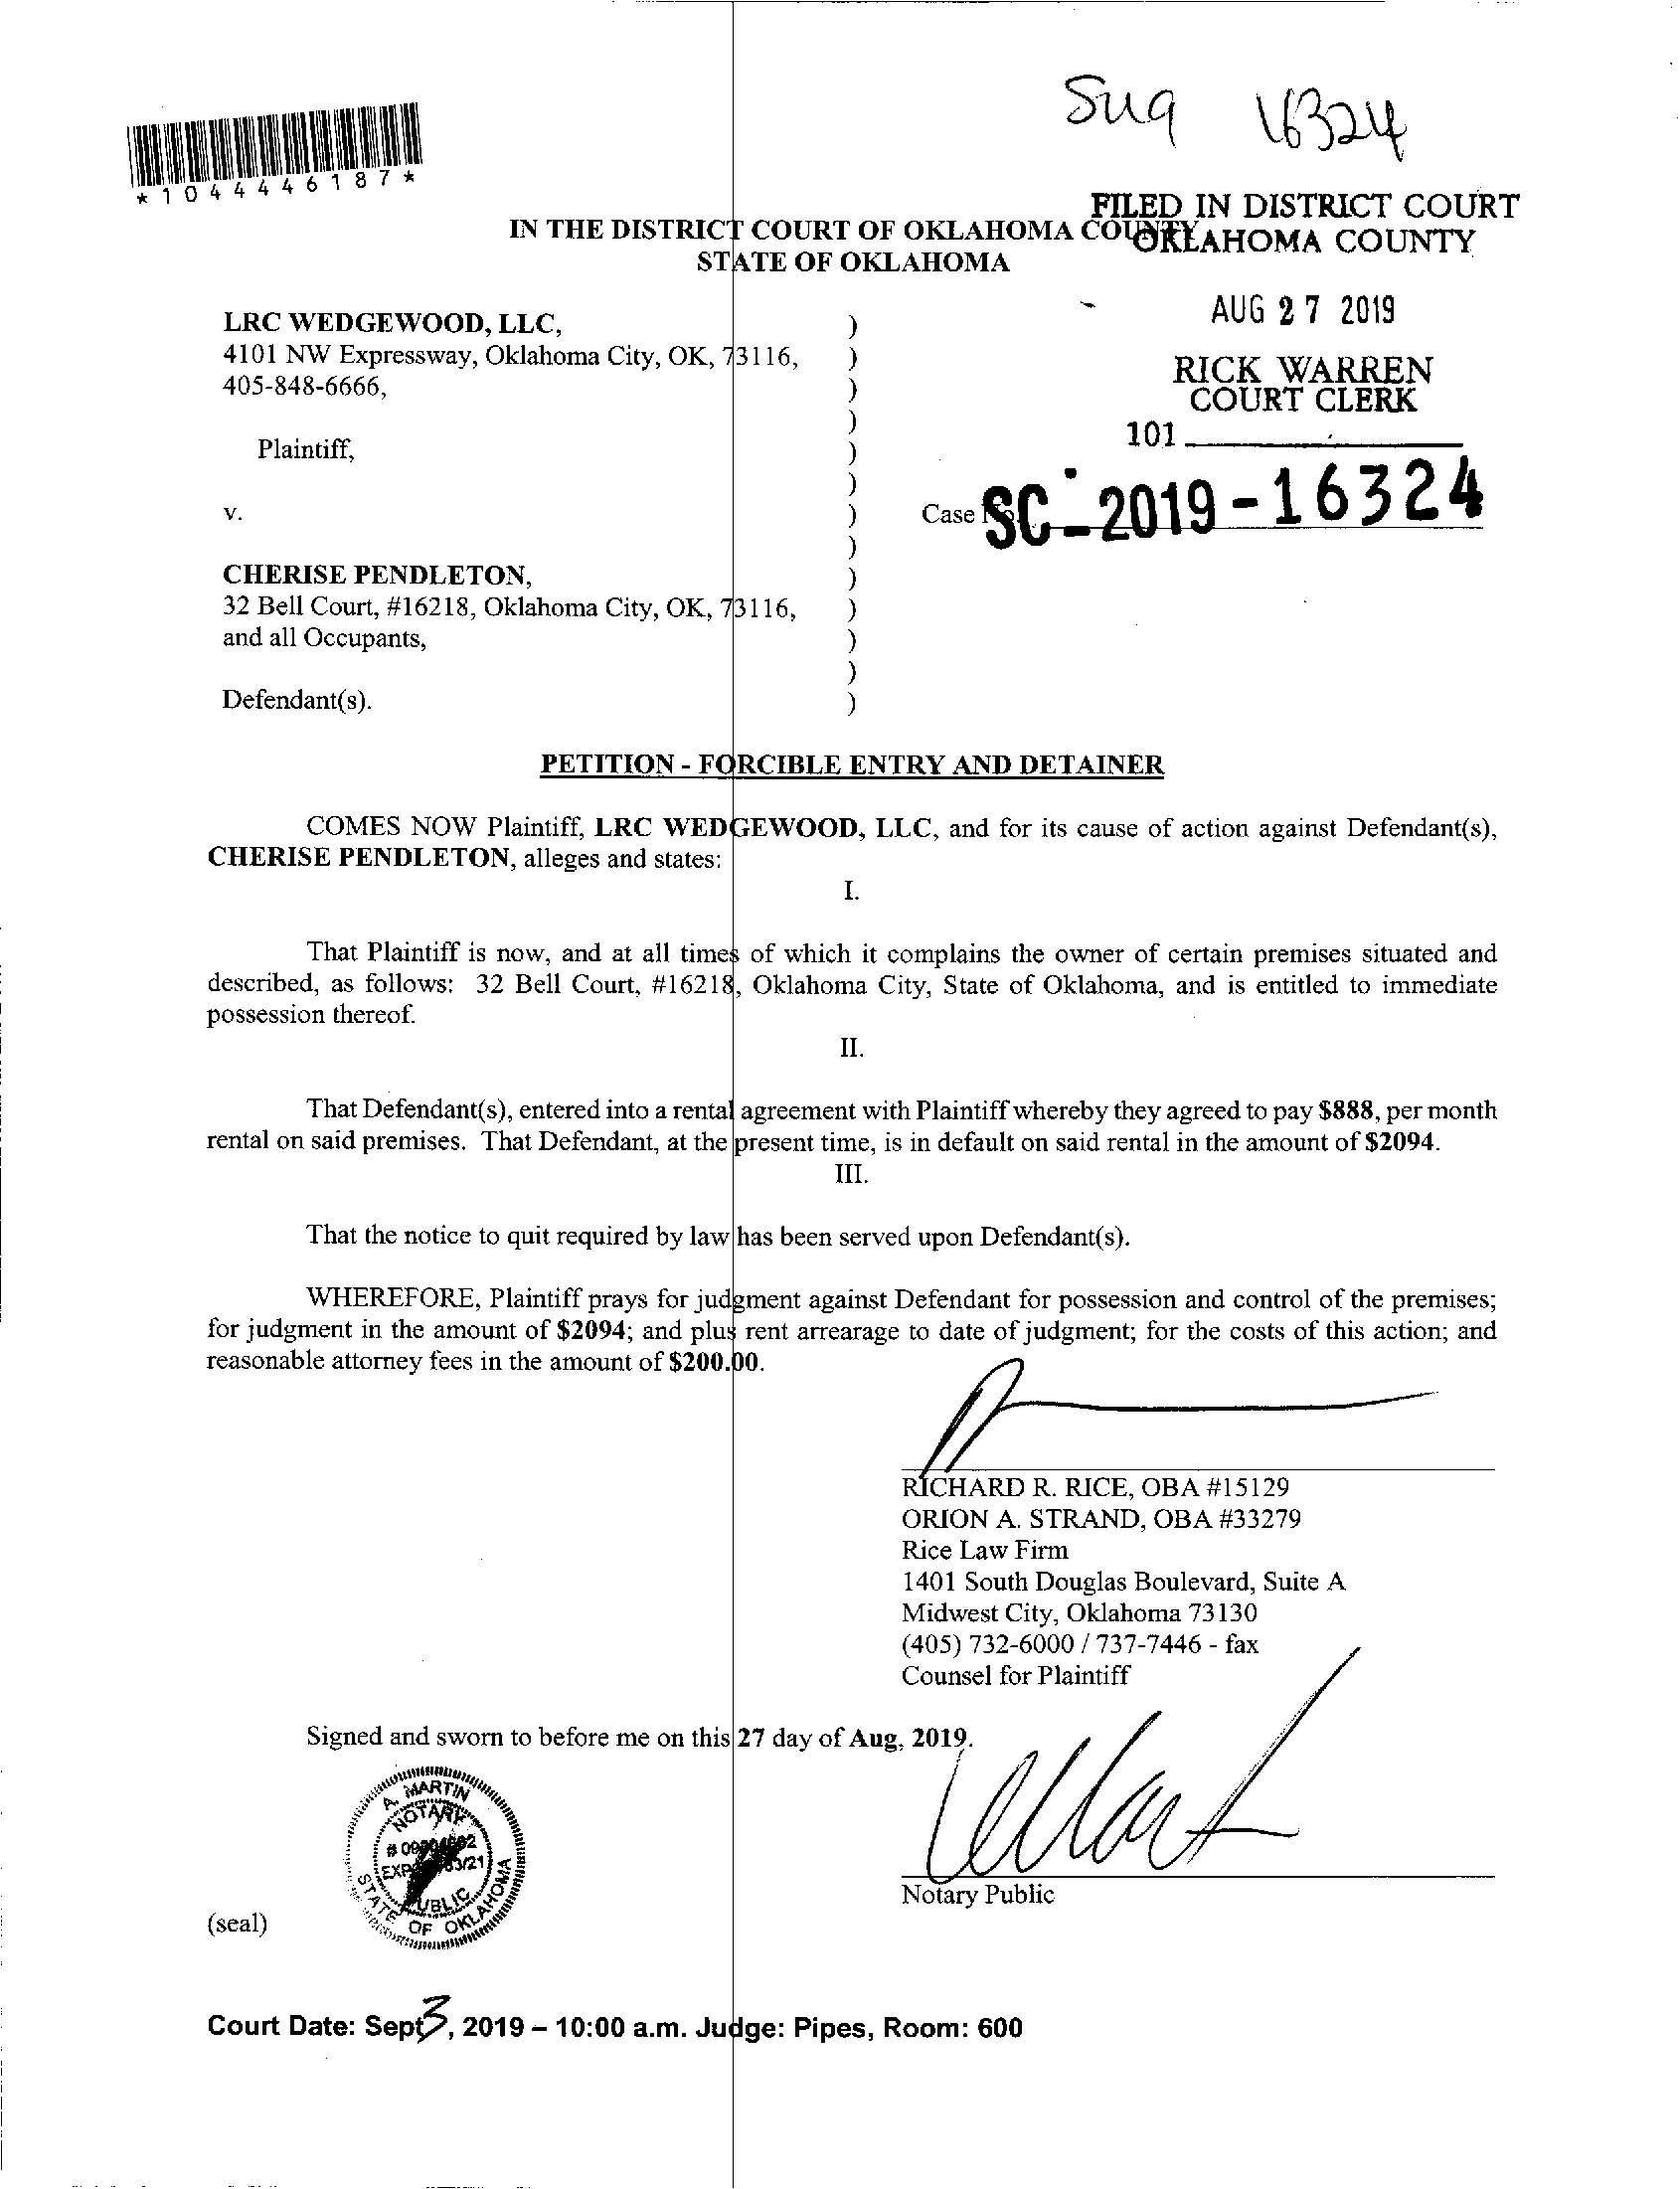 Sug 16324
*1044446187*
FILED IN DISTRICT COURT
OKLAHOMA COUNTY
IN THE DISTRICT COURT OF OKLAHOMA COUNTY
STATE OF OKLAHOMA
AUG 27 2019
RICK WARREN
COURT CLERK
101
LRC WEDGEWOOD, LLC, )
4101 NW Expressway, Oklahoma City, OK, 73116, )
405-848-6666, )
)
Plaintiff, )
)
v. ) Case No. SC-2019-16324
)
CHERISE PENDLETON, )
32 Bell Court, #16218, Oklahoma City, OK, 73116, )
and all Occupants, )
)
Defendant(s). )
PETITION - FORCIBLE ENTRY AND DETAINER
COMES NOW Plaintiff, LRC WEDGEWOOD, LLC, and for its cause of action against Defendant(s),
CHERISE PENDLETON, alleges and states:
I.
That Plaintiff is now, and at all times of which it complains the owner of certain premises situated and
described, as follows: 32 Bell Court, #16218, Oklahoma City, State of Oklahoma, and is entitled to immediate
possession thereof.
II.
That Defendant(s), entered into a rental agreement with Plaintiff whereby they agreed to pay $888, per month
rental on said premises. That Defendant, at the present time, is in default on said rental in the amount of $2094.
III.
That the notice to quit required by law has been served upon Defendant(s).
WHEREFORE, Plaintiff prays for judgment against Defendant for possession and control of the premises;
for judgment in the amount of $2094; and plus rent arrearage to date of judgment; for the costs of this action; and
reasonable attorney fees in the amount of $200.00.
RICHARD R. RICE, OBA #15129
ORION A. STRAND, OBA #33279
Rice Law Firm
1401 South Douglas Boulevard, Suite A
Midwest City, Oklahoma 73130
(405) 732-6000 / 737-7446 - fax
Counsel for Plaintiff
Signed and sworn to before me on this 27 day of Aug, 2019.
A. MARTIN
NOTARY
PUBLIC
STATE OF OKLAHOMA
Notary Public
(seal)
Court Date: Sept 3, 2019 – 10:00 a.m. Judge: Pipes, Room: 600